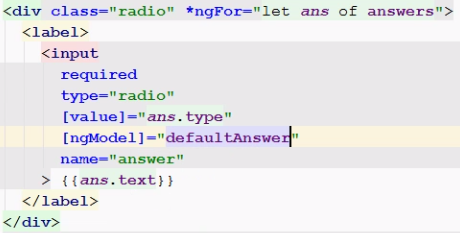 <div class="radio" *ngFor="let ans of answers">
<label>
<input
required
type="radio"
[value]="ans.type"
[ngModel]="defaultAnswer"
name="answer"
> {{ans.text}}
</label>
</div>